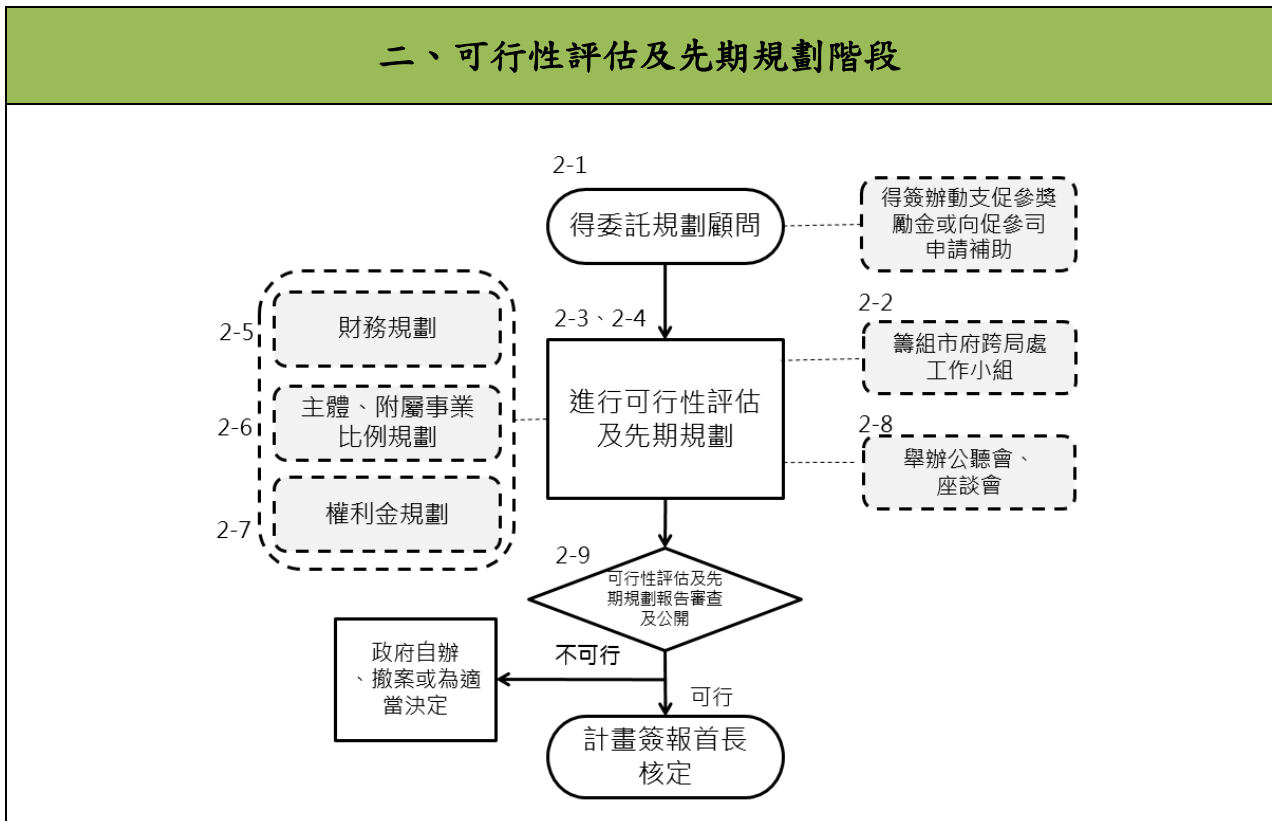 二、可行性評估及先期規劃階段
2-1
得委託規劃顧問
得簽辦動支促參獎
勵金或向促參司
申請補助
2-5
財務規劃
2-6
主體、附屬事業
比例規劃
2-7
權利金規劃
2-3、2-4
進行可行性評估
及先期規劃
2-2
籌組市府跨局處
工作小組
2-8
舉辦公聽會、
座談會
2-9
可行性評估及先
期規劃報告審查
及公開
不可行
政府自辦
、撤案或為適
當決定
可行
計畫簽報首長
核定